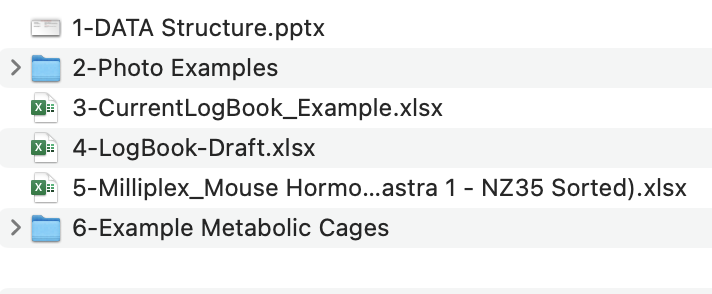 1-DATA Structure.pptx
2-Photo Examples
3-CurrentLogBook_Example.xlsx
4-LogBook-Draft.xlsx
5-Milliplex_Mouse Hormo...astra 1 - NZ35 Sorted).xlsx
6-Example Metabolic Cages